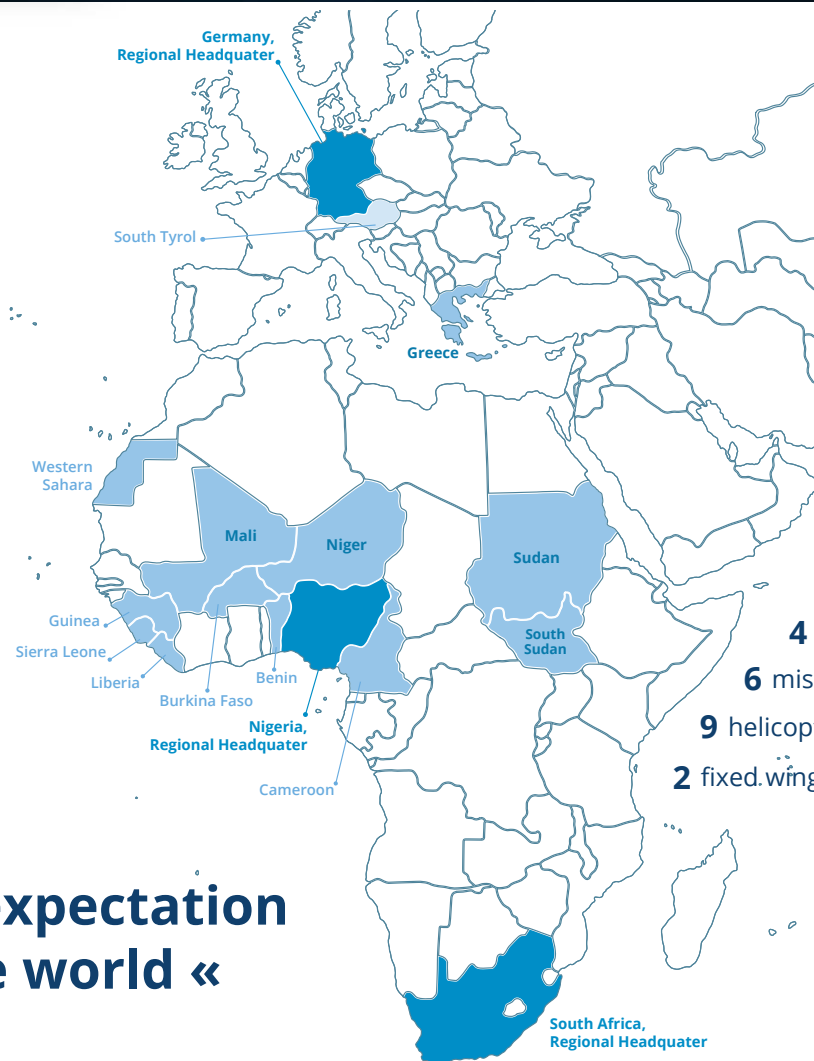 Germany,
Regional Headquater
South Tyrol
Greece
Western
Sahara
Mali
Niger
Sudan
Guinea
South
Sudan
Sierra Leone
Liberia
Benin
Burkina Faso
Nigeria,
Regional Headquater
Cameroon
4
6 mis
9 helicop
2 fixed wing
expectation
e world «
South Africa,
Regional Headquater